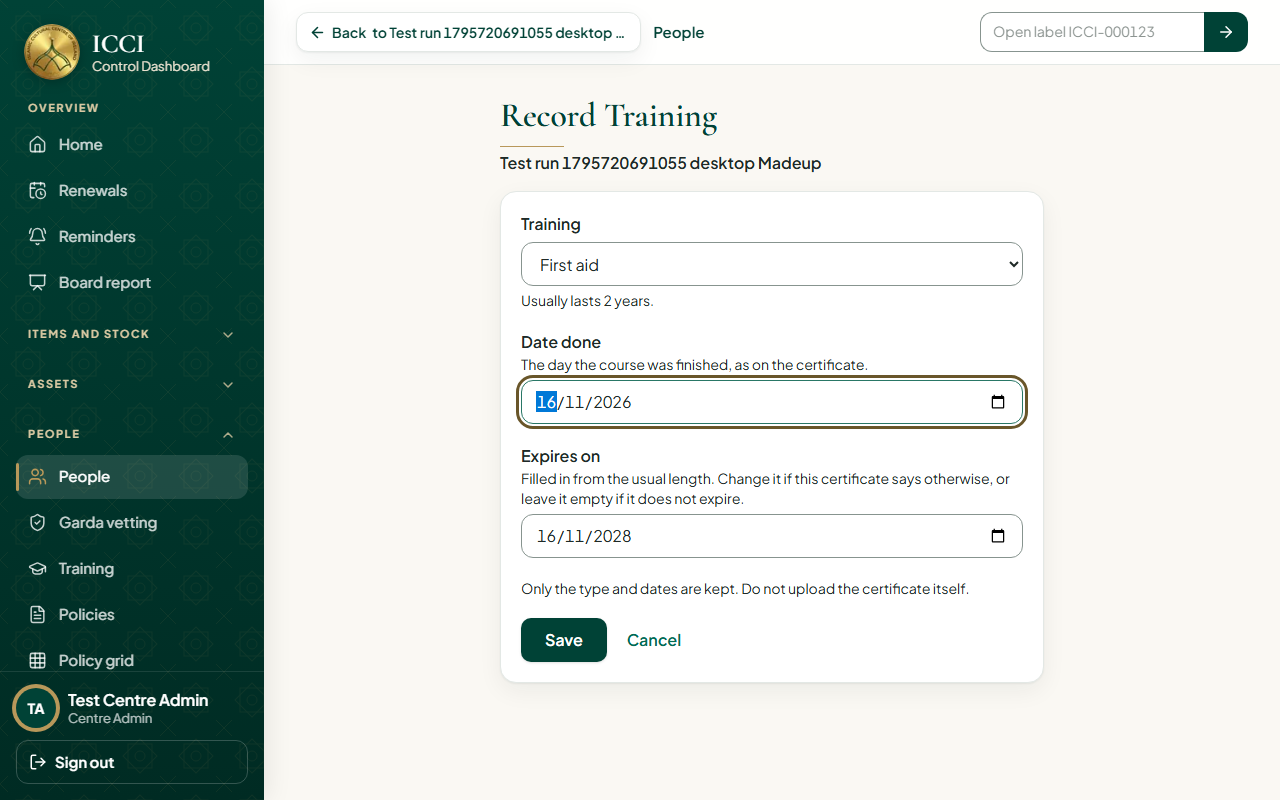 ICCI
Control Dashboard
OVERVIEW
Home
Renewals
Reminders
Board report
ITEMS AND STOCK
ASSETS
PEOPLE
People
Garda vetting
Training
Policies
Policy grid
TA
Test Centre Admin
Centre Admin
Sign out
Back to Test run 1795720691055 desktop ...
People
Open label ICCI-000123
Record Training
Test run 1795720691055 desktop Madeup
Training
First aid
Usually lasts 2 years.
Date done
The day the course was finished, as on the certificate.
16/11/2026
Expires on
Filled in from the usual length. Change it if this certificate says otherwise, or
leave it empty if it does not expire.
16/11/2028
Only the type and dates are kept. Do not upload the certificate itself.
Save
Cancel